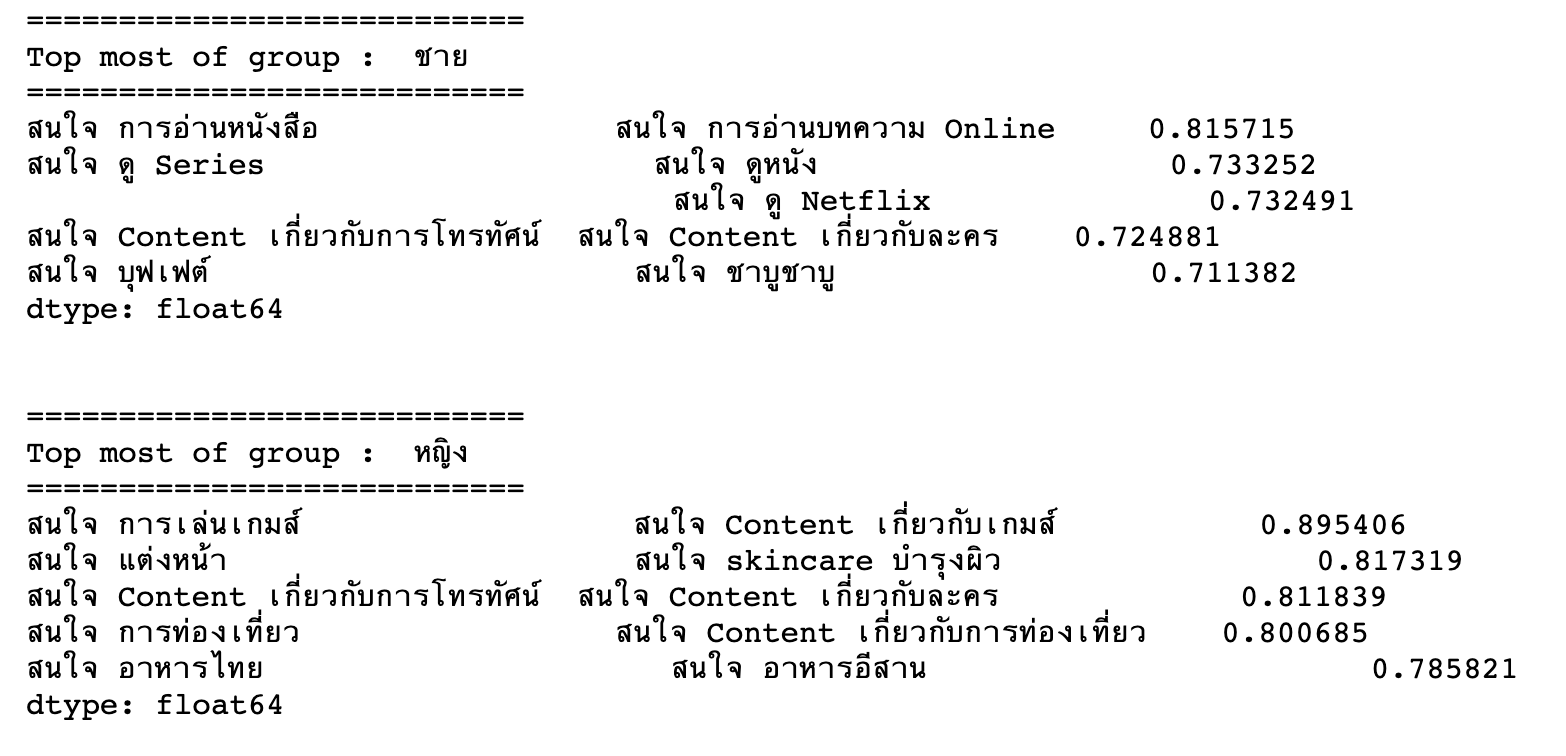 ===========================
Top most of group :  ชาย
===========================
สนใจ การอ่านหนังสือ                สนใจ การอ่านบทความ Online     0.815715
สนใจ ดู Series                     สนใจ ดูหนัง                   0.733252
                                   สนใจ ดู Netflix               0.732491
สนใจ Content เกี่ยวกับการโทรทัศน์  สนใจ Content เกี่ยวกับละคร    0.724881
สนใจ บุฟเฟต์                       สนใจ ชาบูชาบู                 0.711382
dtype: float64
===========================
Top most of group :  หญิง
===========================
สนใจ การเล่นเกมส์                  สนใจ Content เกี่ยวกับเกมส์           0.895406
สนใจ แต่งหน้า                      สนใจ skincare บำรุงผิว                0.817319
สนใจ Content เกี่ยวกับการโทรทัศน์  สนใจ Content เกี่ยวกับละคร            0.811839
สนใจ การท่องเที่ยว                 สนใจ Content เกี่ยวกับการท่องเที่ยว    0.800685
สนใจ อาหารไทย                      สนใจ อาหารอีสาน                       0.785821
dtype: float64